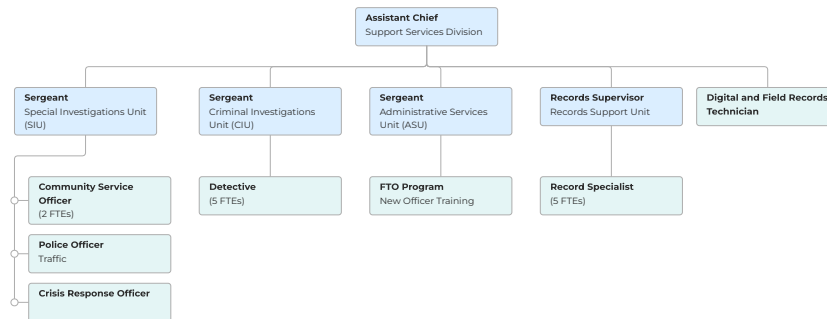 Assistant Chief
Support Services Division
Sergeant
Special Investigations Unit
(SIU)
Sergeant
Criminal Investigations
Unit (CIU)
Sergeant
Administrative Services
Unit (ASU)
Records Supervisor
Records Support Unit
Digital and Field Records
Technician
Community Service
Officer
(2 FTEs)
Detective
(5 FTEs)
FTO Program
New Officer Training
Record Specialist
(5 FTEs)
Police Officer
Traffic
Crisis Response Officer